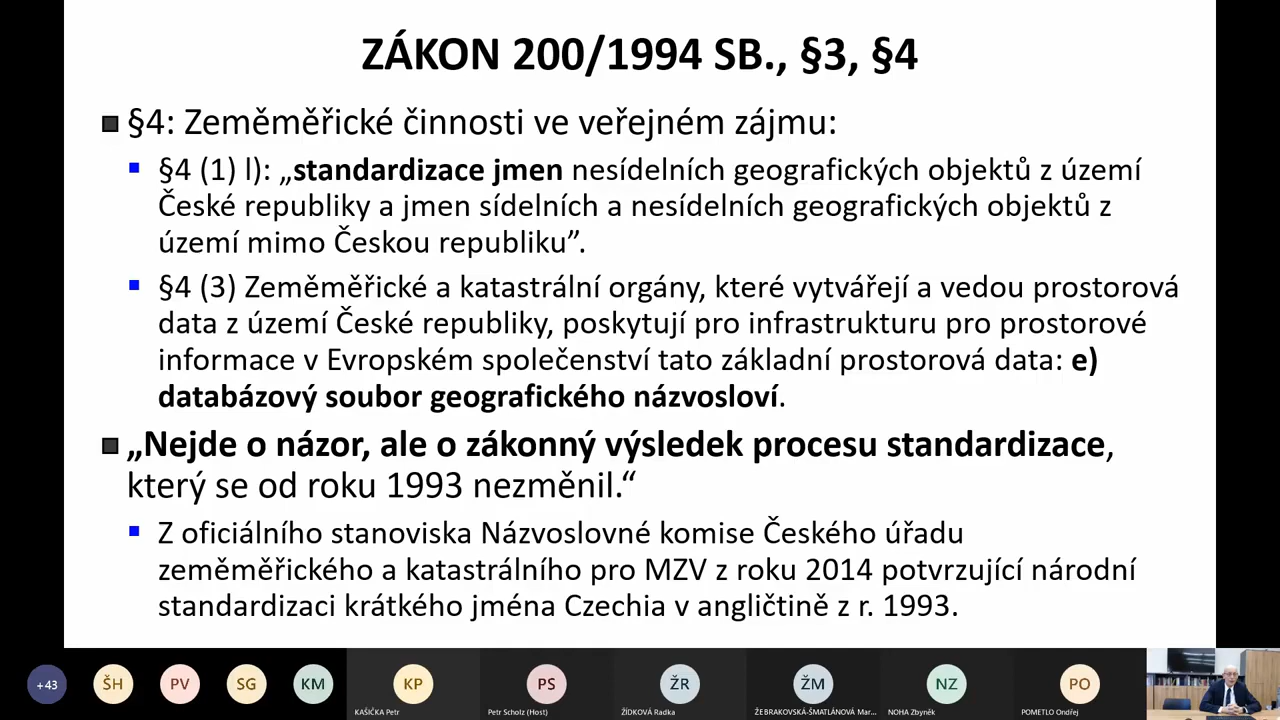 ZÁKON 200/1994 SB., §3, §4
§4: Zeměměřické činnosti ve veřejném zájmu:
§4 (1) l): „standardizace jmen nesídelních geografických objektů z území
České republiky a jmen sídelních a nesídelních geografických objektů z
území mimo Českou republiku”.
§4 (3) Zeměměřické a katastrální orgány, které vytvářejí a vedou prostorová
data z území České republiky, poskytují pro infrastrukturu pro prostorové
informace v Evropském společenství tato základní prostorová data: e)
databázový soubor geografického názvosloví.
„Nejde o názor, ale o zákonný výsledek procesu standardizace,
který se od roku 1993 nezměnil.“
Z oficiálního stanoviska Názvoslovné komise Českého úřadu
zeměměřického a katastrálního pro MZV z roku 2014 potvrzující národní
standardizaci krátkého jména Czechia v angličtině z r. 1993.
+43 ŠH PV SG KM KP PS ŽR ŽM NZ PO
KAŠIČKA Petr Petr Scholz (Host) ŽÍDKOVÁ Radka ŽEBRAKOVSKÁ-ŠMATLÁNOVÁ Mar... NOHA Zbyněk POMETLO Ondřej